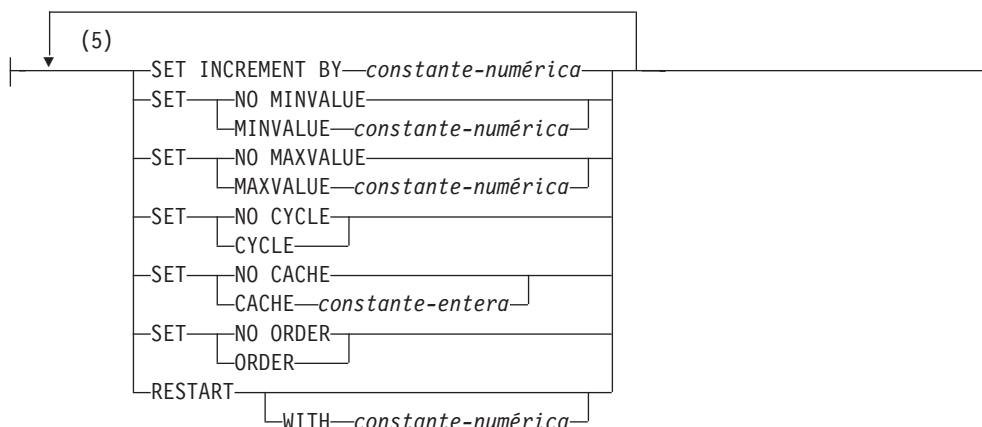 (5)
SET INCREMENT BY constante-numérica
SET NO MINVALUE
MINVALUE constante-numérica
SET NO MAXVALUE
MAXVALUE constante-numérica
SET NO CYCLE
CYCLE
SET NO CACHE
CACHE constante-entera
SET NO ORDER
ORDER
RESTART
WITH constante-numérica